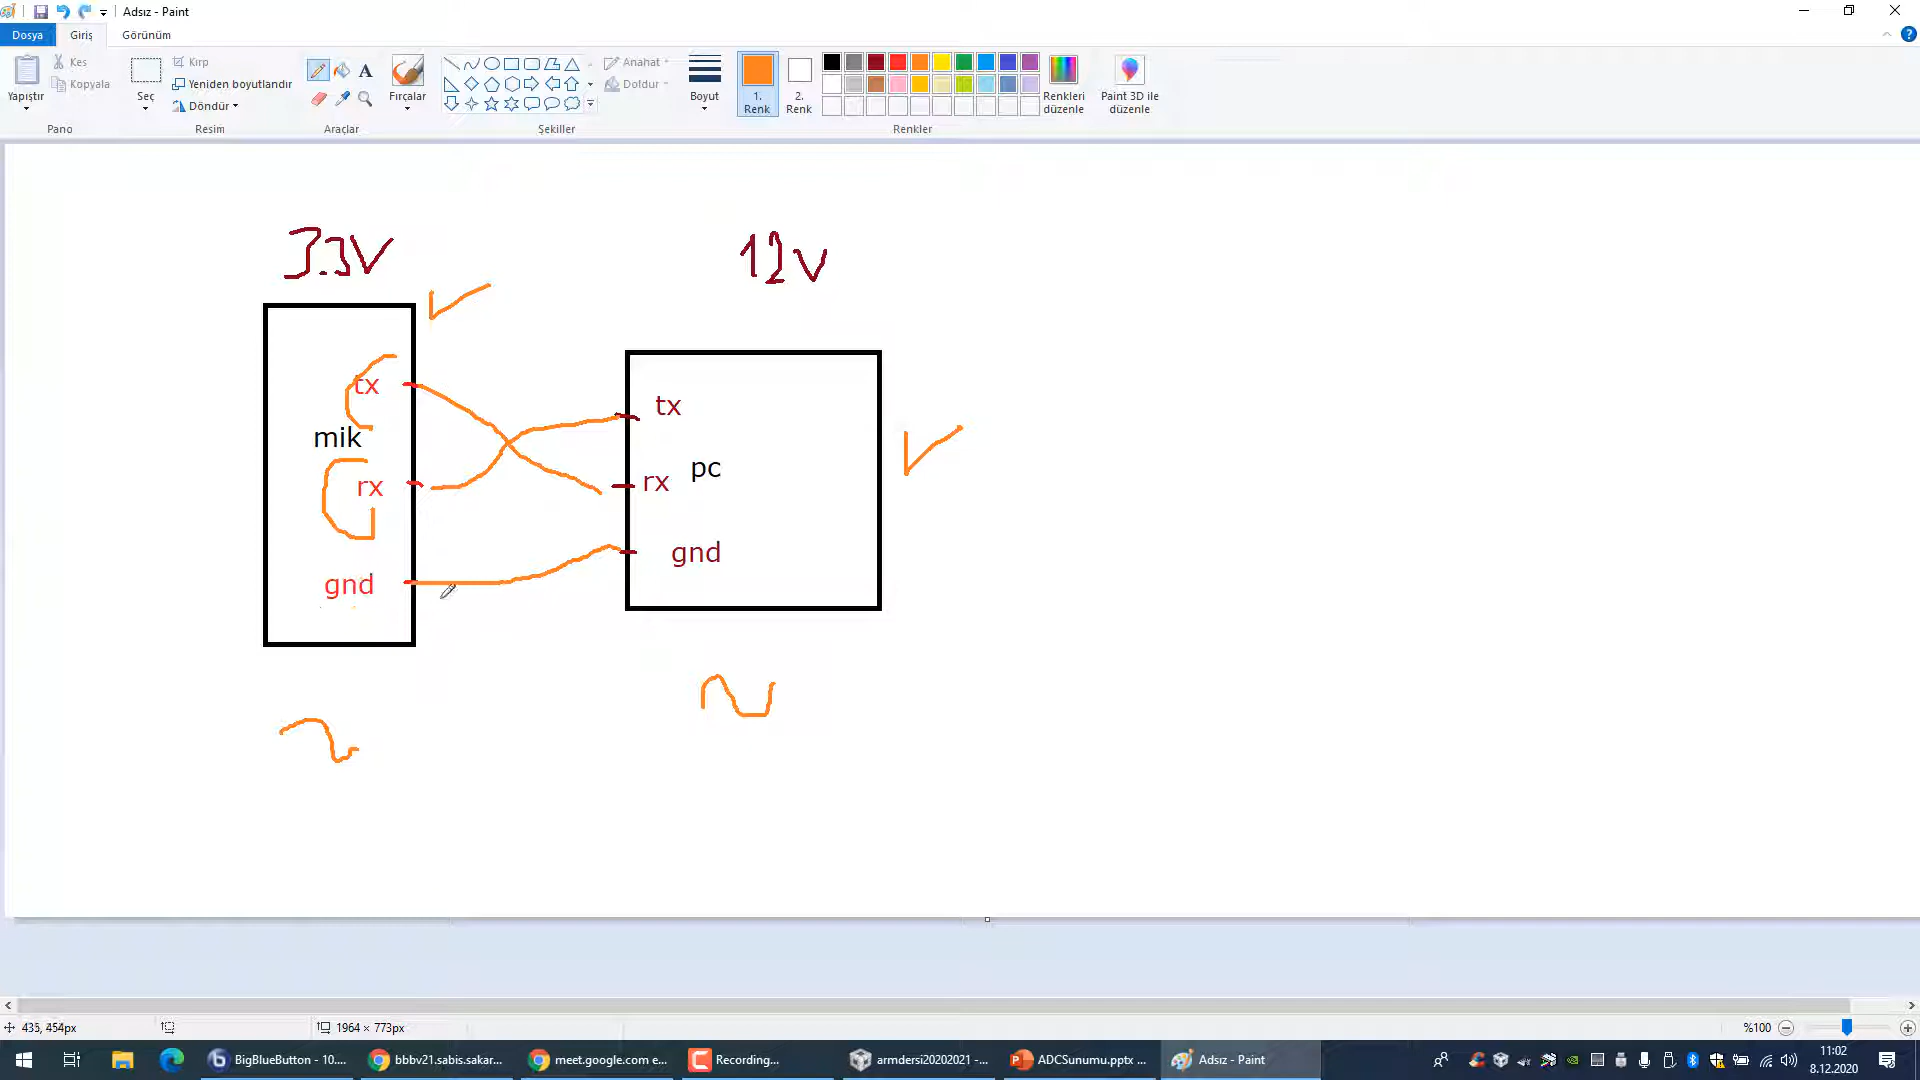 Adsız - Paint
Dosya Giriş Görünüm
Yapıştır
Kes
Kopyala
Pano
Seç
Kırp
Yeniden boyutlandır
Döndür
Resim
A
Araçlar
Fırçalar
Şekiller
Anahat
Doldur
Boyut
1.
Renk
2.
Renk
Renkleri
düzenle
Paint 3D ile
düzenle
Renkler
3.3V
12V
tx
mik
rx
gnd
tx
pc
rx
gnd
435, 454px
1964 × 773px
%100
BigBlueButton - 10....
bbbv21.sabis.sakar...
meet.google.com e...
Recording...
armdersi20202021 -...
ADCSunumu.pptx ...
Adsız - Paint
11:02
8.12.2020